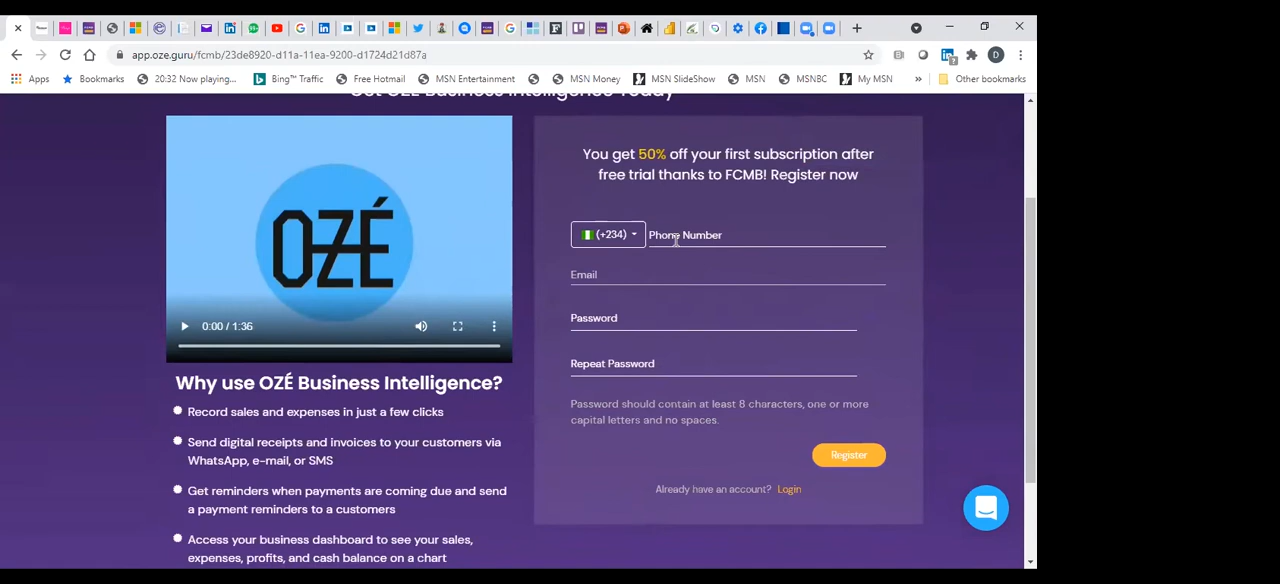 app.oze.guru/fcmb/23de8920-d11a-11ea-9200-d1724d21d87a
D
Apps
Bookmarks
20:32 Now playing...
Bing™ Traffic
Free Hotmail
MSN Entertainment
MSN Money
MSN SlideShow
MSN
MSNBC
My MSN
»
Other bookmarks
Get OZÉ Business Intelligence Today
OZÉ
0:00 / 1:36
Why use OZÉ Business Intelligence?
Record sales and expenses in just a few clicks
Send digital receipts and invoices to your customers via
WhatsApp, e-mail, or SMS
Get reminders when payments are coming due and send
a payment reminders to a customers
Access your business dashboard to see your sales,
expenses, profits, and cash balance on a chart
You get 50% off your first subscription after
free trial thanks to FCMB! Register now
(+234)
Phone Number
Email
Password
Repeat Password
Password should contain at least 8 characters, one or more
capital letters and no spaces.
Register
Already have an account? Login